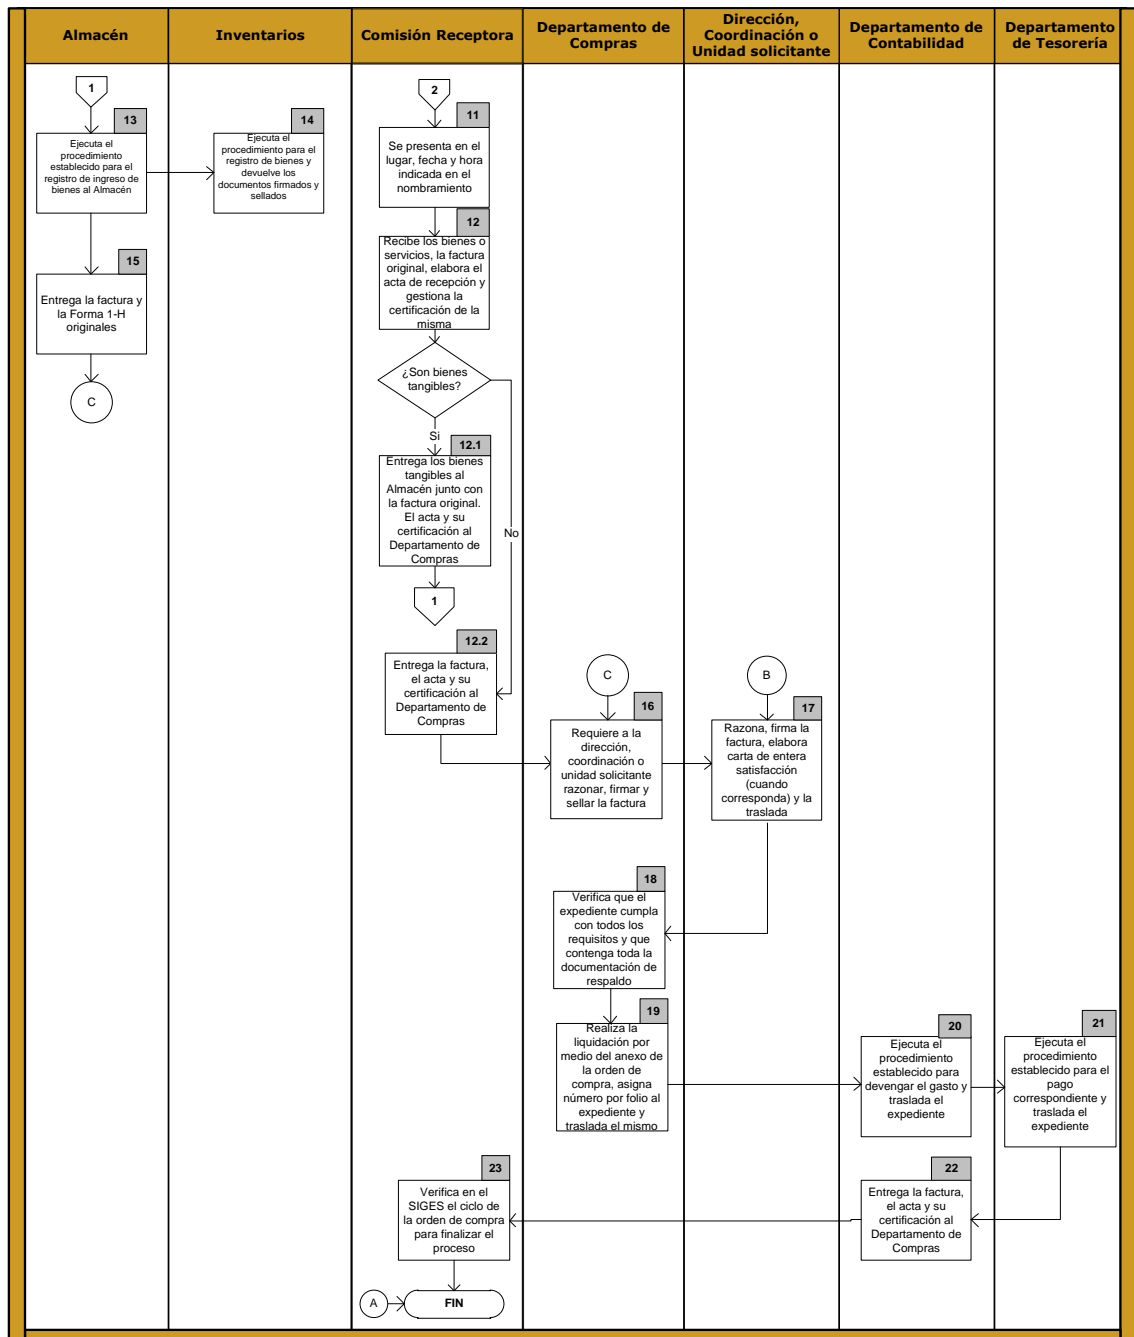 Almacén
Inventarios
Comisión Receptora
Departamento de
Compras
Dirección,
Coordinación o
Unidad solicitante
Departamento de
Contabilidad
Departamento
de Tesorería
1
13
Ejecuta el
procedimiento
establecido para el
registro de ingreso de
bienes al Almacén
14
Ejecuta el
procedimiento para el
registro de bienes y
devuelve los
documentos firmados y
sellados
15
Entrega la factura y
la Forma 1-H
originales
C
2
11
Se presenta en el
lugar, fecha y hora
indicada en el
nombramiento
12
Recibe los bienes o
servicios, la factura
original, elabora el
acta de recepción y
gestiona la
certificación de la
misma
¿Son bienes
tangibles?
Si
No
12.1
Entrega los bienes
tangibles al
Almacén junto con
la factura original.
El acta y su
certificación al
Departamento de
Compras
1
12.2
Entrega la factura,
el acta y su
certificación al
Departamento de
Compras
C
16
Requiere a la
dirección,
coordinación o
unidad solicitante
razonar, firmar y
sellar la factura
B
17
Razona, firma la
factura, elabora
carta de entera
satisfacción
(cuando
corresponda) y la
traslada
18
Verifica que el
expediente cumpla
con todos los
requisitos y que
contenga toda la
documentación de
respaldo
19
Realiza la
liquidación por
medio del anexo de
la orden de
compra, asigna
número por folio al
expediente y
traslada el mismo
20
Ejecuta el
procedimiento
establecido para
devengar el gasto y
traslada el
expediente
21
Ejecuta el
procedimiento
establecido para el
pago
correspondiente y
traslada el
expediente
22
Entrega la factura,
el acta y su
certificación al
Departamento de
Compras
23
Verifica en el
SIGES el ciclo de
la orden de compra
para finalizar el
proceso
A
FIN